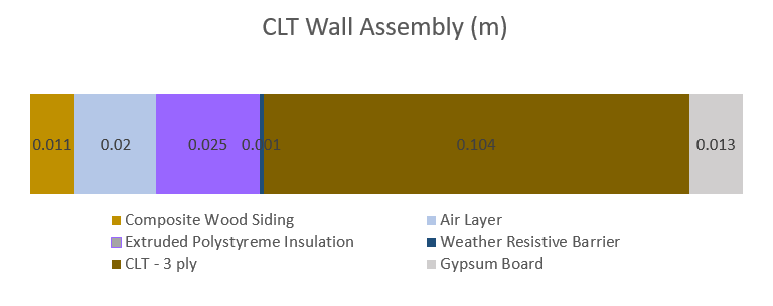 CLT Wall Assembly (m)
0.011 0.02 0.025 0.001 0.104 0.013
Composite Wood Siding Air Layer
Extruded Polystyreme Insulation Weather Resistive Barrier
CLT - 3 ply Gypsum Board